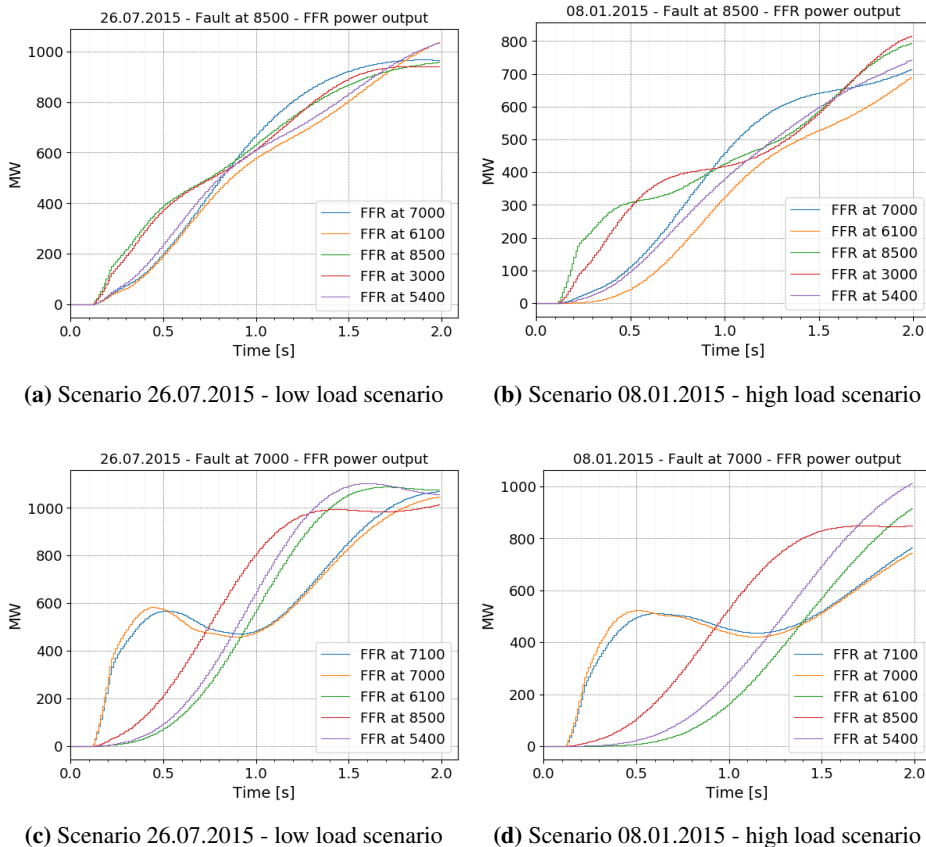 26.07.2015 - Fault at 8500 - FFR power output
1000
800
600
400
200
0
MW
0.0 0.5 1.0 1.5 2.0
Time [s]
FFR at 7000
FFR at 6100
FFR at 8500
FFR at 3000
FFR at 5400
(a) Scenario 26.07.2015 - low load scenario
08.01.2015 - Fault at 8500 - FFR power output
800
700
600
500
400
300
200
100
0
MW
0.0 0.5 1.0 1.5 2.0
Time [s]
FFR at 7000
FFR at 6100
FFR at 8500
FFR at 3000
FFR at 5400
(b) Scenario 08.01.2015 - high load scenario
26.07.2015 - Fault at 7000 - FFR power output
1000
800
600
400
200
0
MW
0.0 0.5 1.0 1.5 2.0
Time [s]
FFR at 7100
FFR at 7000
FFR at 6100
FFR at 8500
FFR at 5400
(c) Scenario 26.07.2015 - low load scenario
08.01.2015 - Fault at 7000 - FFR power output
1000
800
600
400
200
0
MW
0.0 0.5 1.0 1.5 2.0
Time [s]
FFR at 7100
FFR at 7000
FFR at 6100
FFR at 8500
FFR at 5400
(d) Scenario 08.01.2015 - high load scenario